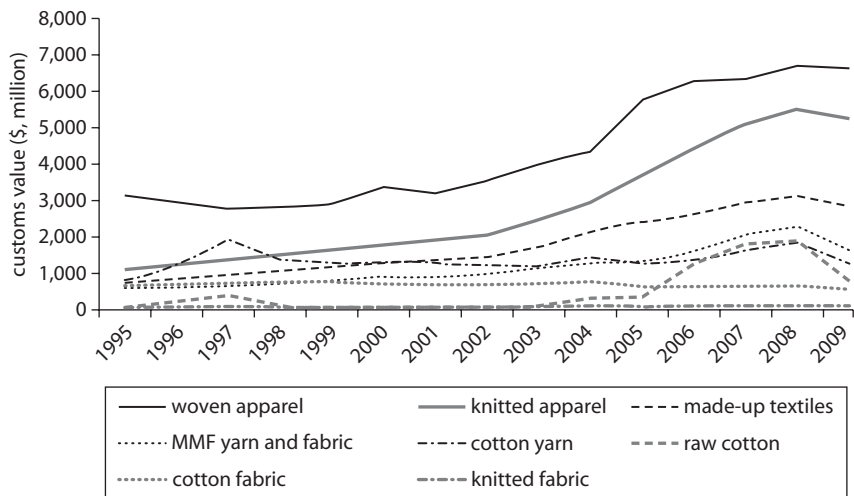 customs value ($, million)
8,000
7,000
6,000
5,000
4,000
3,000
2,000
1,000
0
1995 1996 1997 1998 1999 2000 2001 2002 2003 2004 2005 2006 2007 2008 2009
woven apparel knitted apparel made-up textiles
MMF yarn and fabric cotton yarn raw cotton
cotton fabric knitted fabric